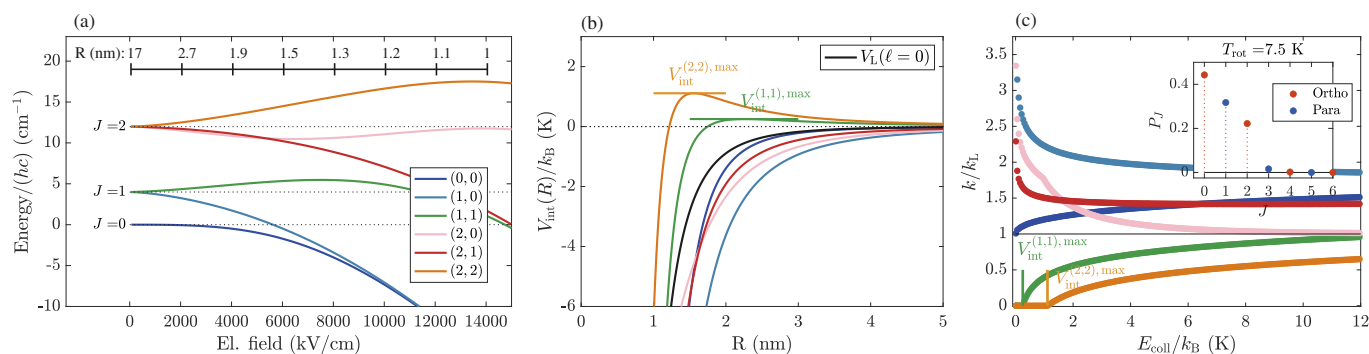 (a)
R (nm): 17 2.7 1.9 1.5 1.3 1.2 1.1 1
20
15
10
5
0
-5
-10
Energy/(hc) (cm⁻¹)
J=2
J=1
J=0
(0, 0)
(1, 0)
(1, 1)
(2, 0)
(2, 1)
(2, 2)
0 2000 4000 6000 8000 10000 12000 14000
El. field (kV/cm)
(b)
V_L(ℓ = 0)
V_int^(2,2), max
V_int^(1,1), max
2
0
-2
-4
-6
V_int(R)/k_B (K)
0 1 2 3 4 5
R (nm)
(c)
3.5
3
2.5
2
1.5
1
0.5
0
k/k_L
T_rot =7.5 K
0.4
0.2
0
P_J
Ortho
Para
0 1 2 3 4 5 6
J
V_int^(1,1), max
V_int^(2,2), max
0 2 4 6 8 10 12
E_coll/k_B (K)